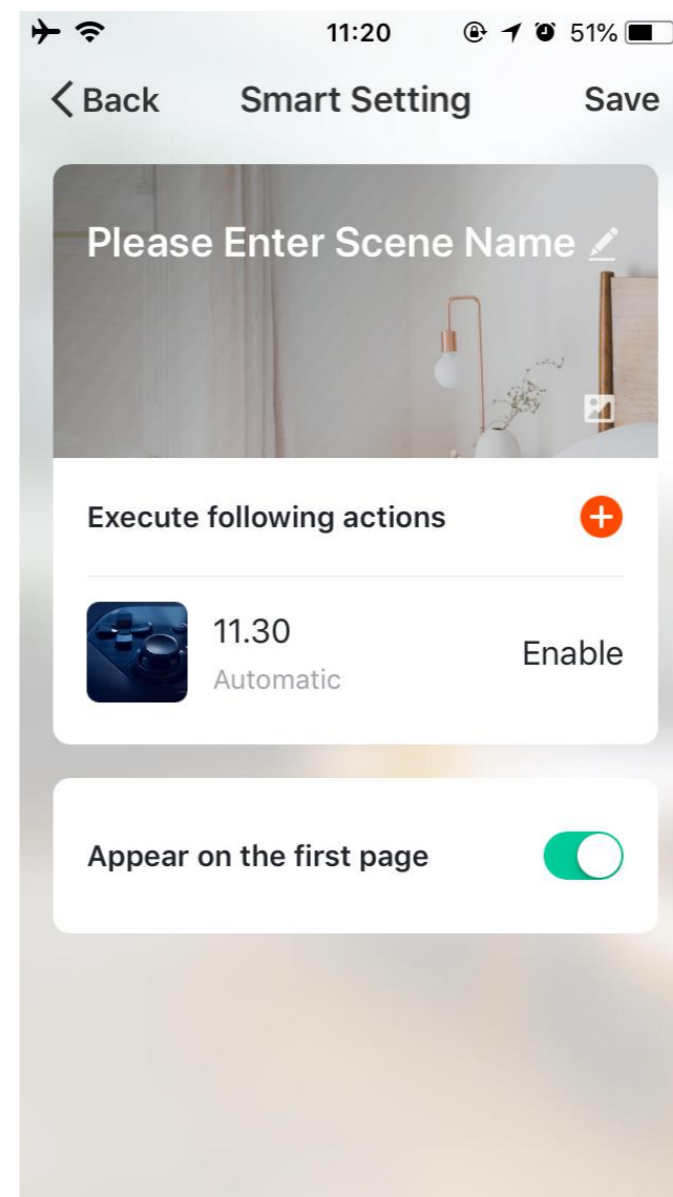 11:20 51%
Back Smart Setting Save
Please Enter Scene Name
Execute following actions
11.30
Automatic
Enable
Appear on the first page